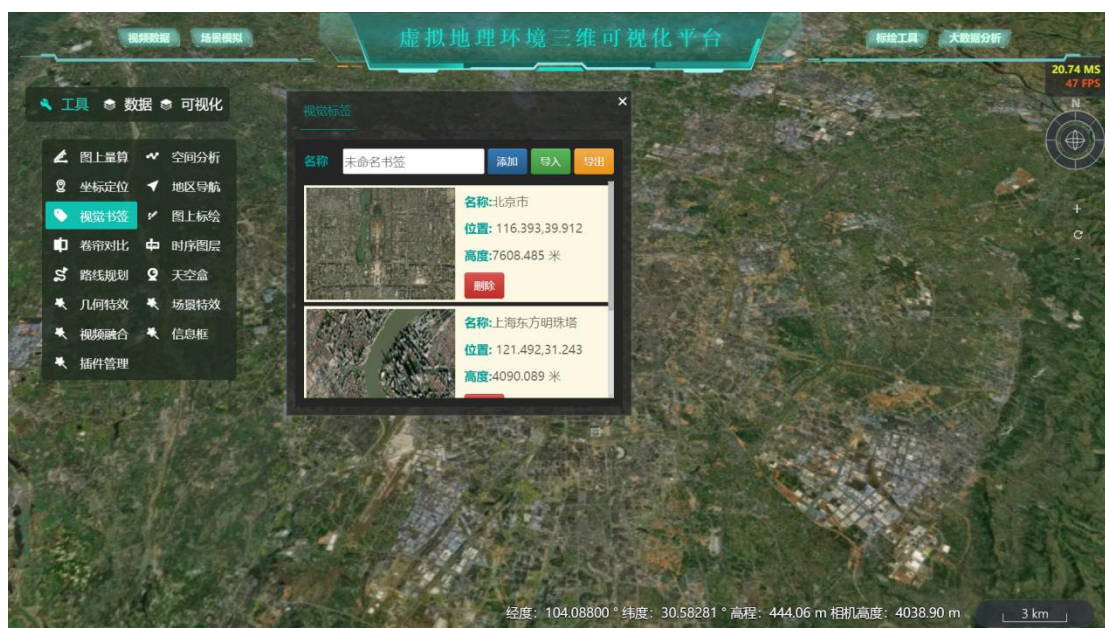 视频数据 场景模拟 虚拟地理环境三维可视化平台 标绘工具 大数据分析
20.74 MS
47 FPS
N
工具 数据 可视化
图上量算 空间分析
坐标定位 地区导航
视觉书签 图上标绘
卷帘对比 时序图层
路线规划 天空盒
几何特效 场景特效
视频融合 信息框
插件管理
视觉标签 ×
名称 未命名书签 添加 导入 导出
名称:北京市
位置: 116.393,39.912
高度:7608.485 米
删除
名称:上海东方明珠塔
位置: 121.492,31.243
高度:4090.089 米
经度：104.08800 ° 纬度：30.58281 ° 高程：444.06 m 相机高度：4038.90 m 3 km